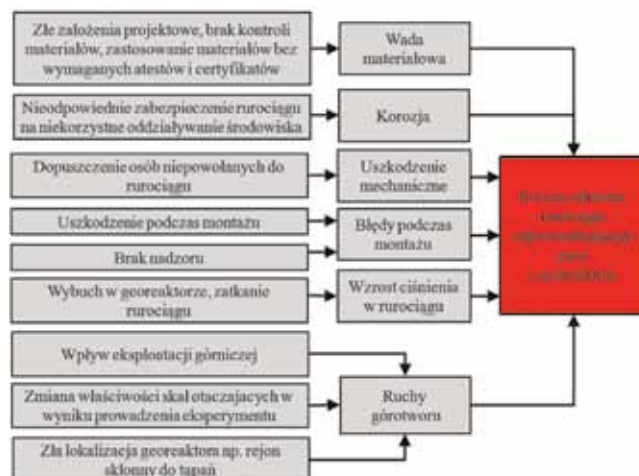 Złe założenia projektowe, brak kontroli
materiałów, zastosowanie materiałów bez
wymaganych atestów i certyfikatów
Wada
materiałowa
Nieodpowiednie zabezpieczenie rurociągu
na niekorzystne oddziaływanie środowiska
Korozja
Dopuszczenie osób niepowołanych do
rurociągu
Uszkodzenie
mechaniczne
Uszkodzenie podczas montażu
Błędy podczas
montażu
Brak nadzoru
Wybuch w georeaktorze, zatkanie
rurociągu
Wzrost ciśnienia
w rurociągu
Wpływ eksploatacji górniczej
Zmiana właściwości skał otaczających w
wyniku prowadzenia eksperymentu
Ruchy
górotworu
Zła lokalizacja georeaktora np. rejon
skłonny do tąpań